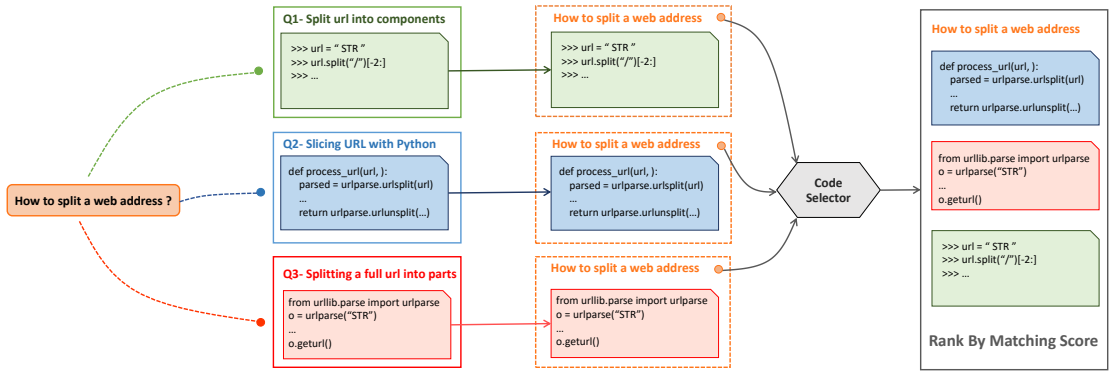 How to split a web address ?
Q1- Split url into components
>>> url = “ STR ”
>>> url.split(“/”)[-2:]
>>> ...
Q2- Slicing URL with Python
def process_url(url, ):
parsed = urlparse.urlsplit(url)
...
return urlparse.urlunsplit(...)
Q3- Splitting a full url into parts
from urllib.parse import urlparse
o = urlparse(“STR”)
...
o.geturl()
How to split a web address
>>> url = “ STR ”
>>> url.split(“/”)[-2:]
>>> ...
How to split a web address
def process_url(url, ):
parsed = urlparse.urlsplit(url)
...
return urlparse.urlunsplit(...)
How to split a web address
from urllib.parse import urlparse
o = urlparse(“STR”)
...
o.geturl()
Code
Selector
How to split a web address
def process_url(url, ):
parsed = urlparse.urlsplit(url)
...
return urlparse.urlunsplit(...)
from urllib.parse import urlparse
o = urlparse(“STR”)
...
o.geturl()
>>> url = “ STR ”
>>> url.split(“/”)[-2:]
>>> ...
Rank By Matching Score